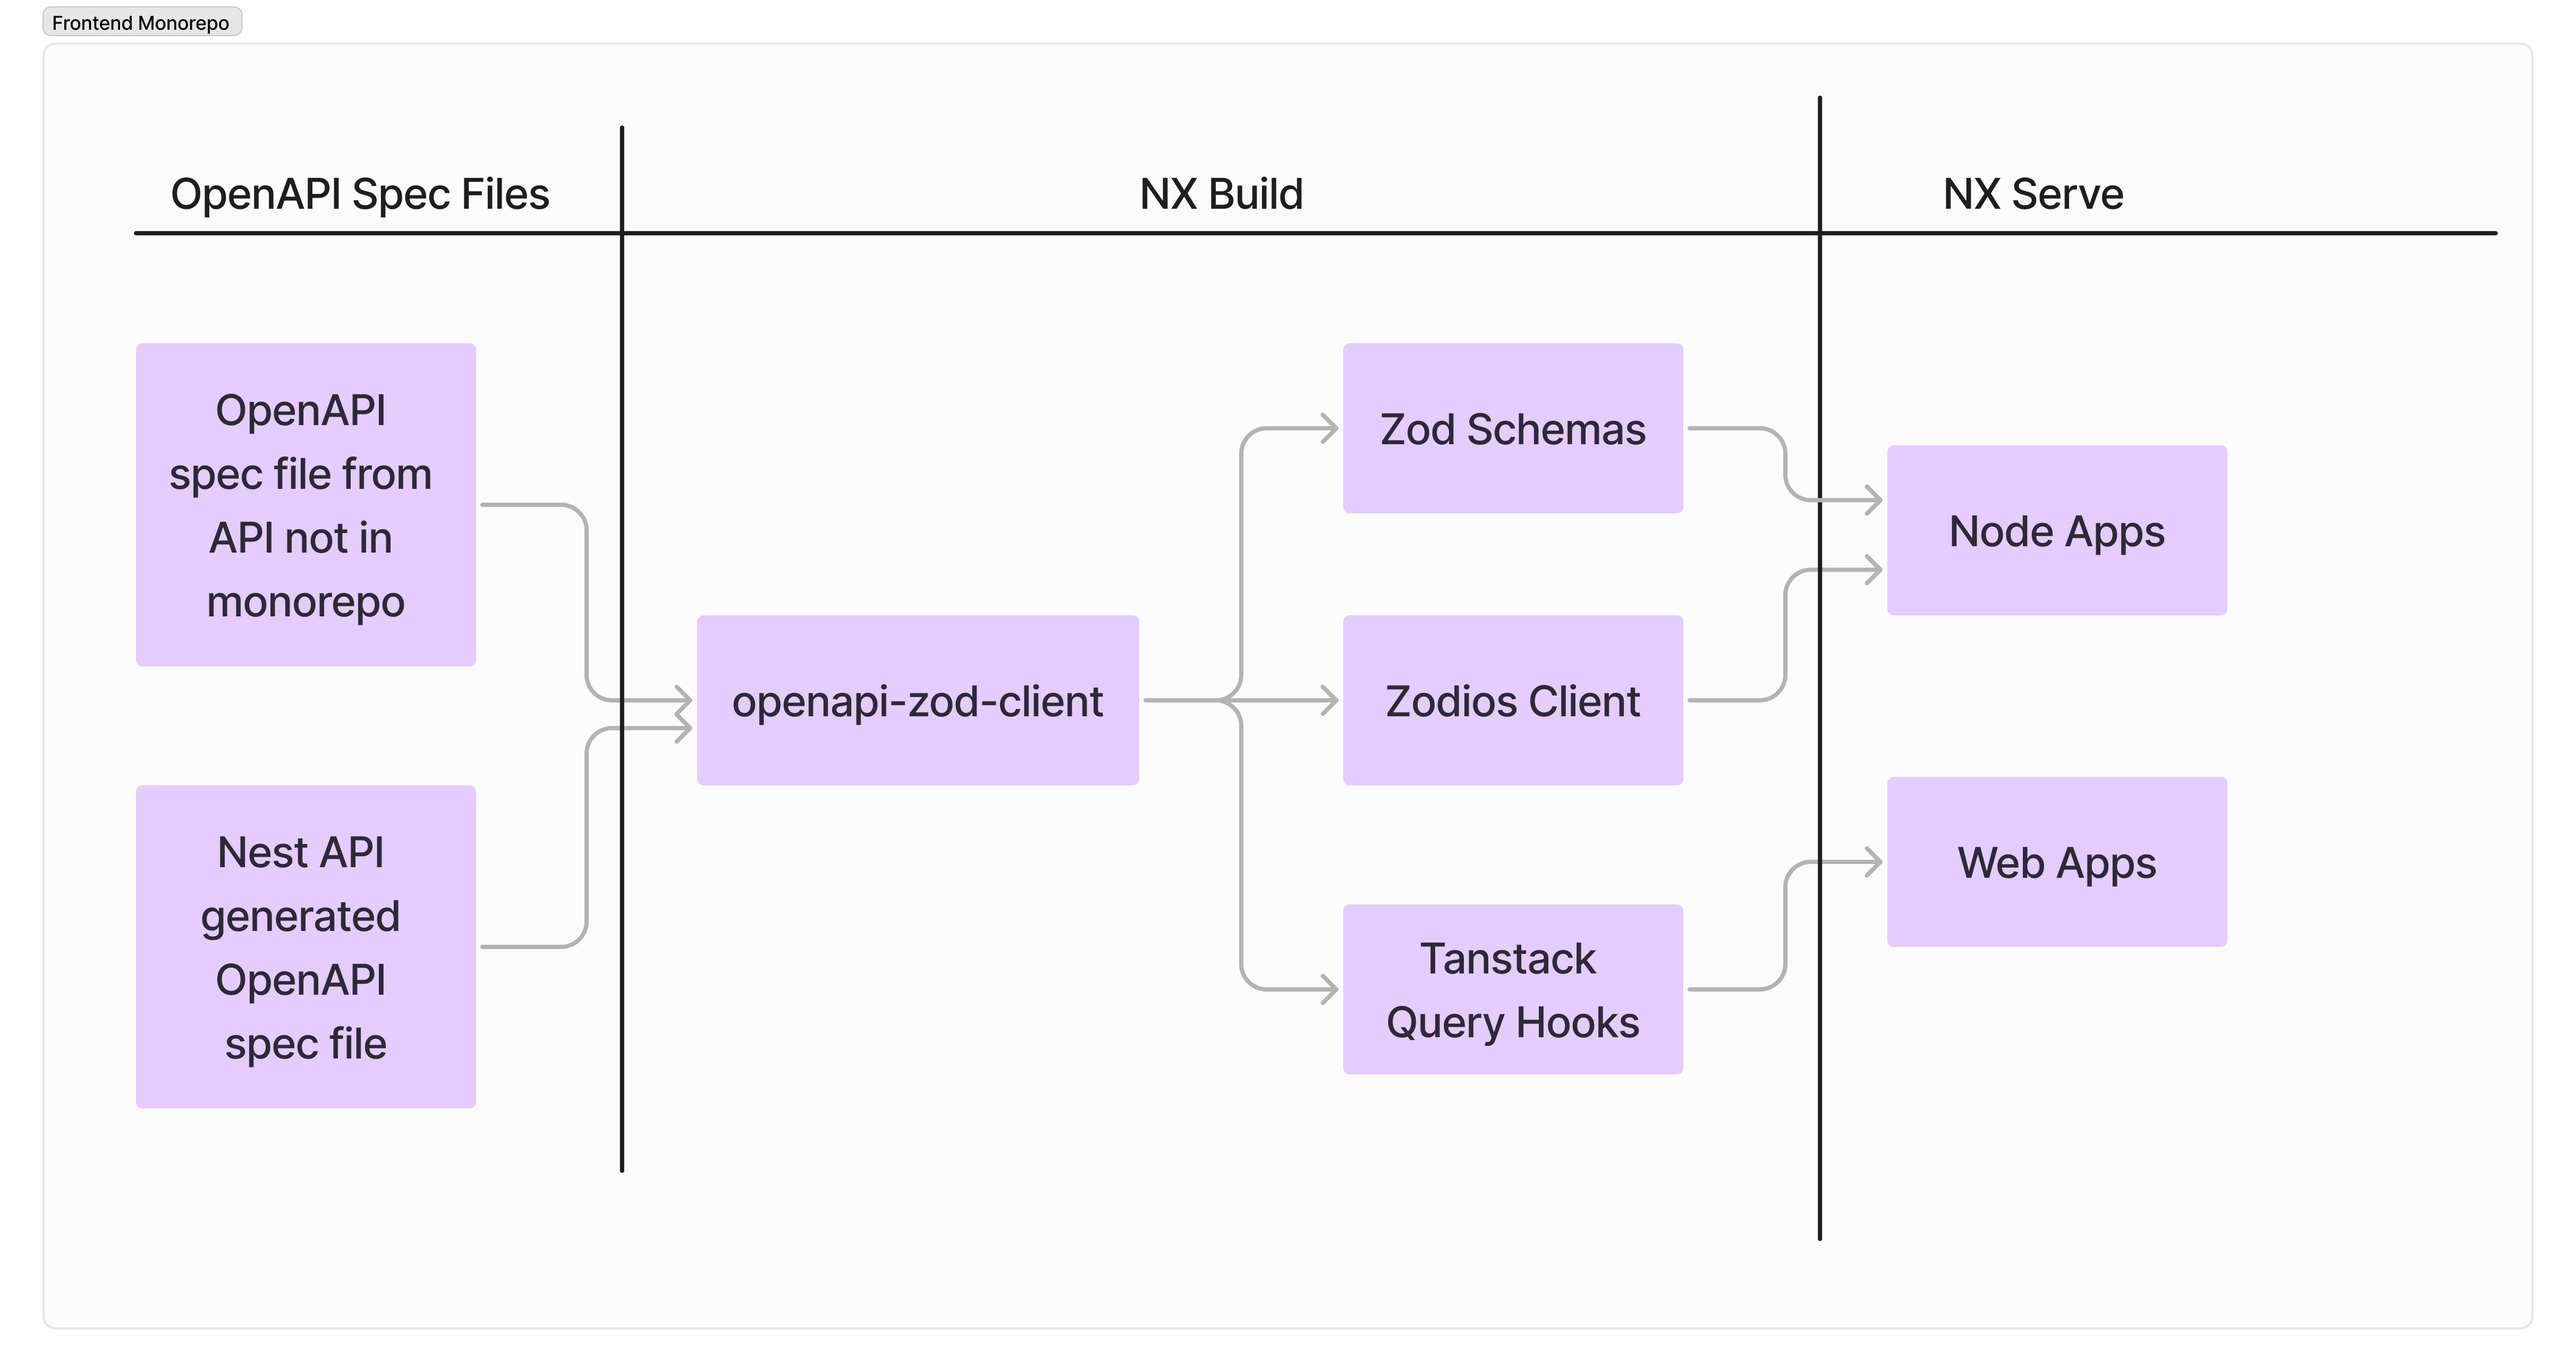 Frontend Monorepo
OpenAPI Spec Files
NX Build
NX Serve
OpenAPI
spec file from
API not in
monorepo
Nest API
generated
OpenAPI
spec file
openapi-zod-client
Zod Schemas
Zodios Client
Tanstack
Query Hooks
Node Apps
Web Apps